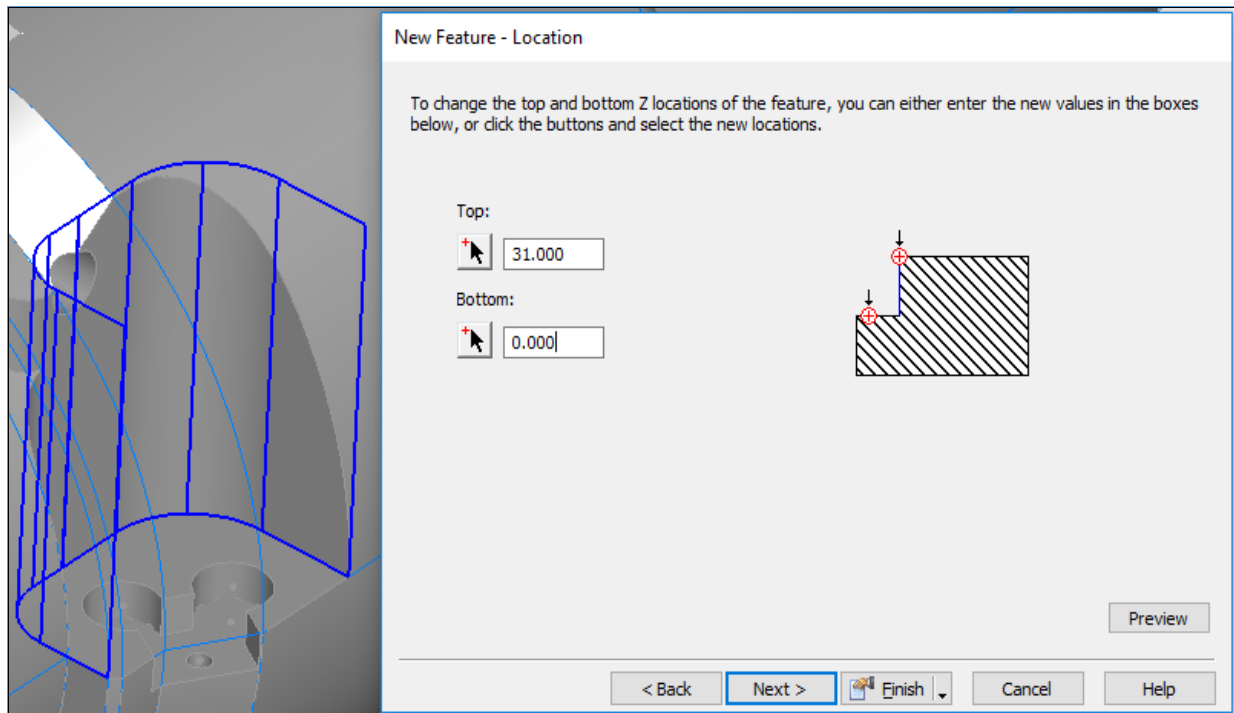 New Feature - Location
To change the top and bottom Z locations of the feature, you can either enter the new values in the boxes
below, or click the buttons and select the new locations.
Top:
31.000
Bottom:
0.000
Preview
< Back Next > Finish Cancel Help